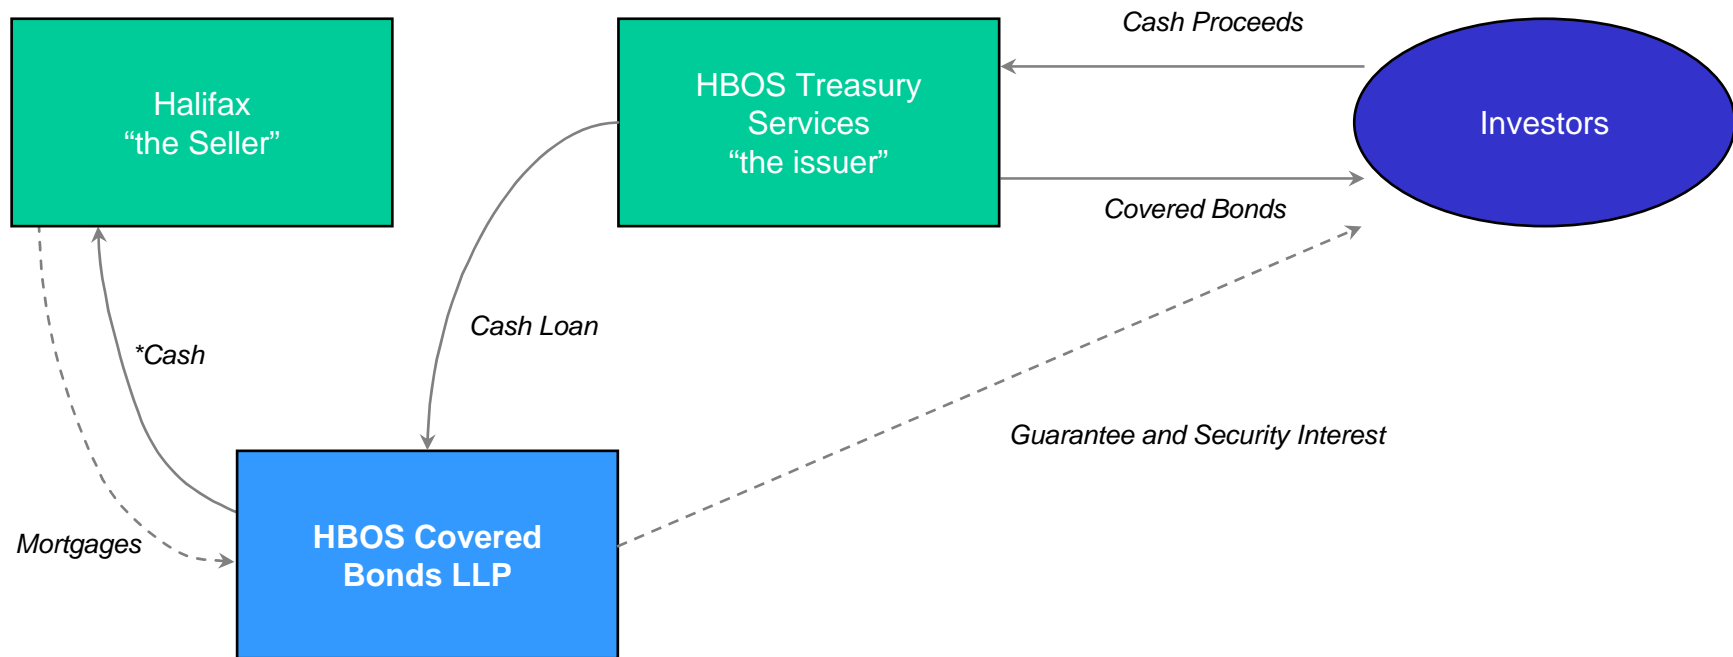 Cash Proceeds
Halifax
“the Seller”
HBOS Treasury
Services
“the issuer”
Investors
Covered Bonds
Cash Loan
*Cash
Guarantee and Security Interest
Mortgages
HBOS Covered
Bonds LLP